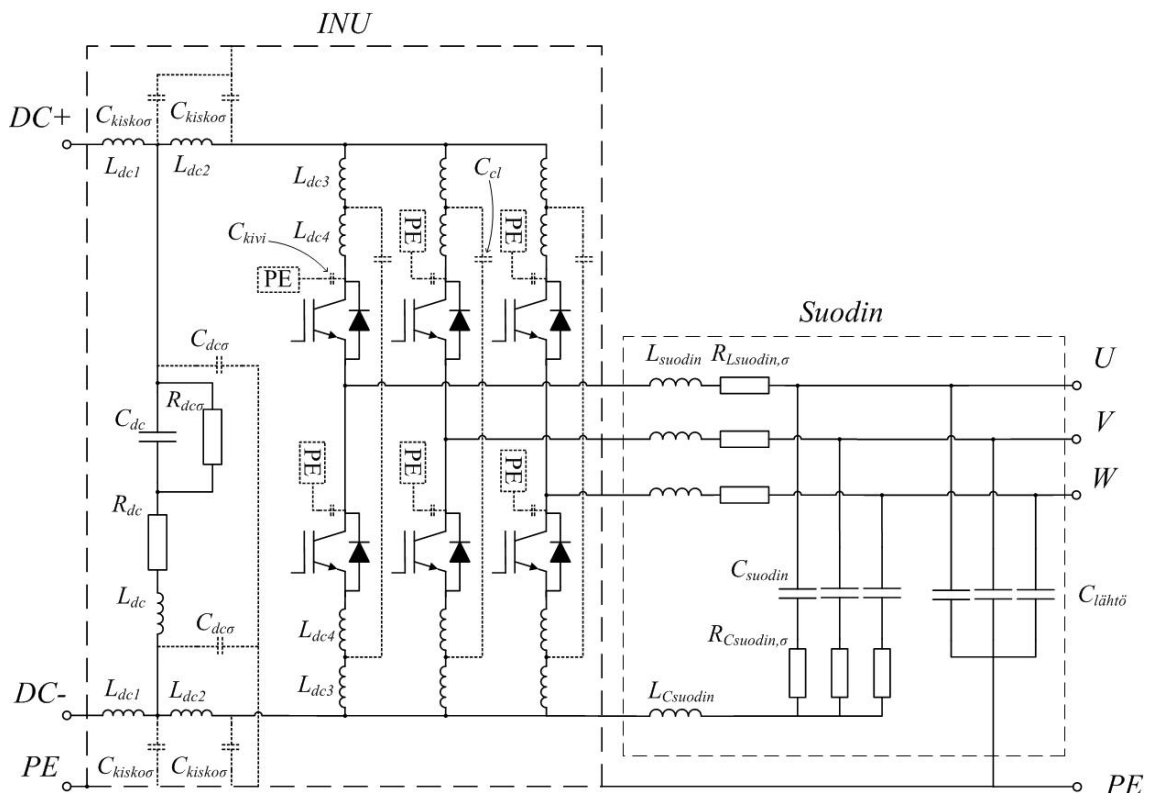 INU
C_kiskoσ
C_kiskoσ
DC+
L_dc1
L_dc2
L_dc3
C_cl
C_kivi
L_dc4
PE
PE
PE
Suodin
C_dcσ
L_suodin
R_Lsuodin,σ
U
R_dcσ
C_dc
V
PE
PE
PE
W
R_dc
L_dc
C_suodin
C_lähtö
C_dcσ
L_dc4
R_Csuodin,σ
DC-
L_dc1
L_dc2
L_dc3
L_Csuodin
PE
C_kiskoσ
C_kiskoσ
PE